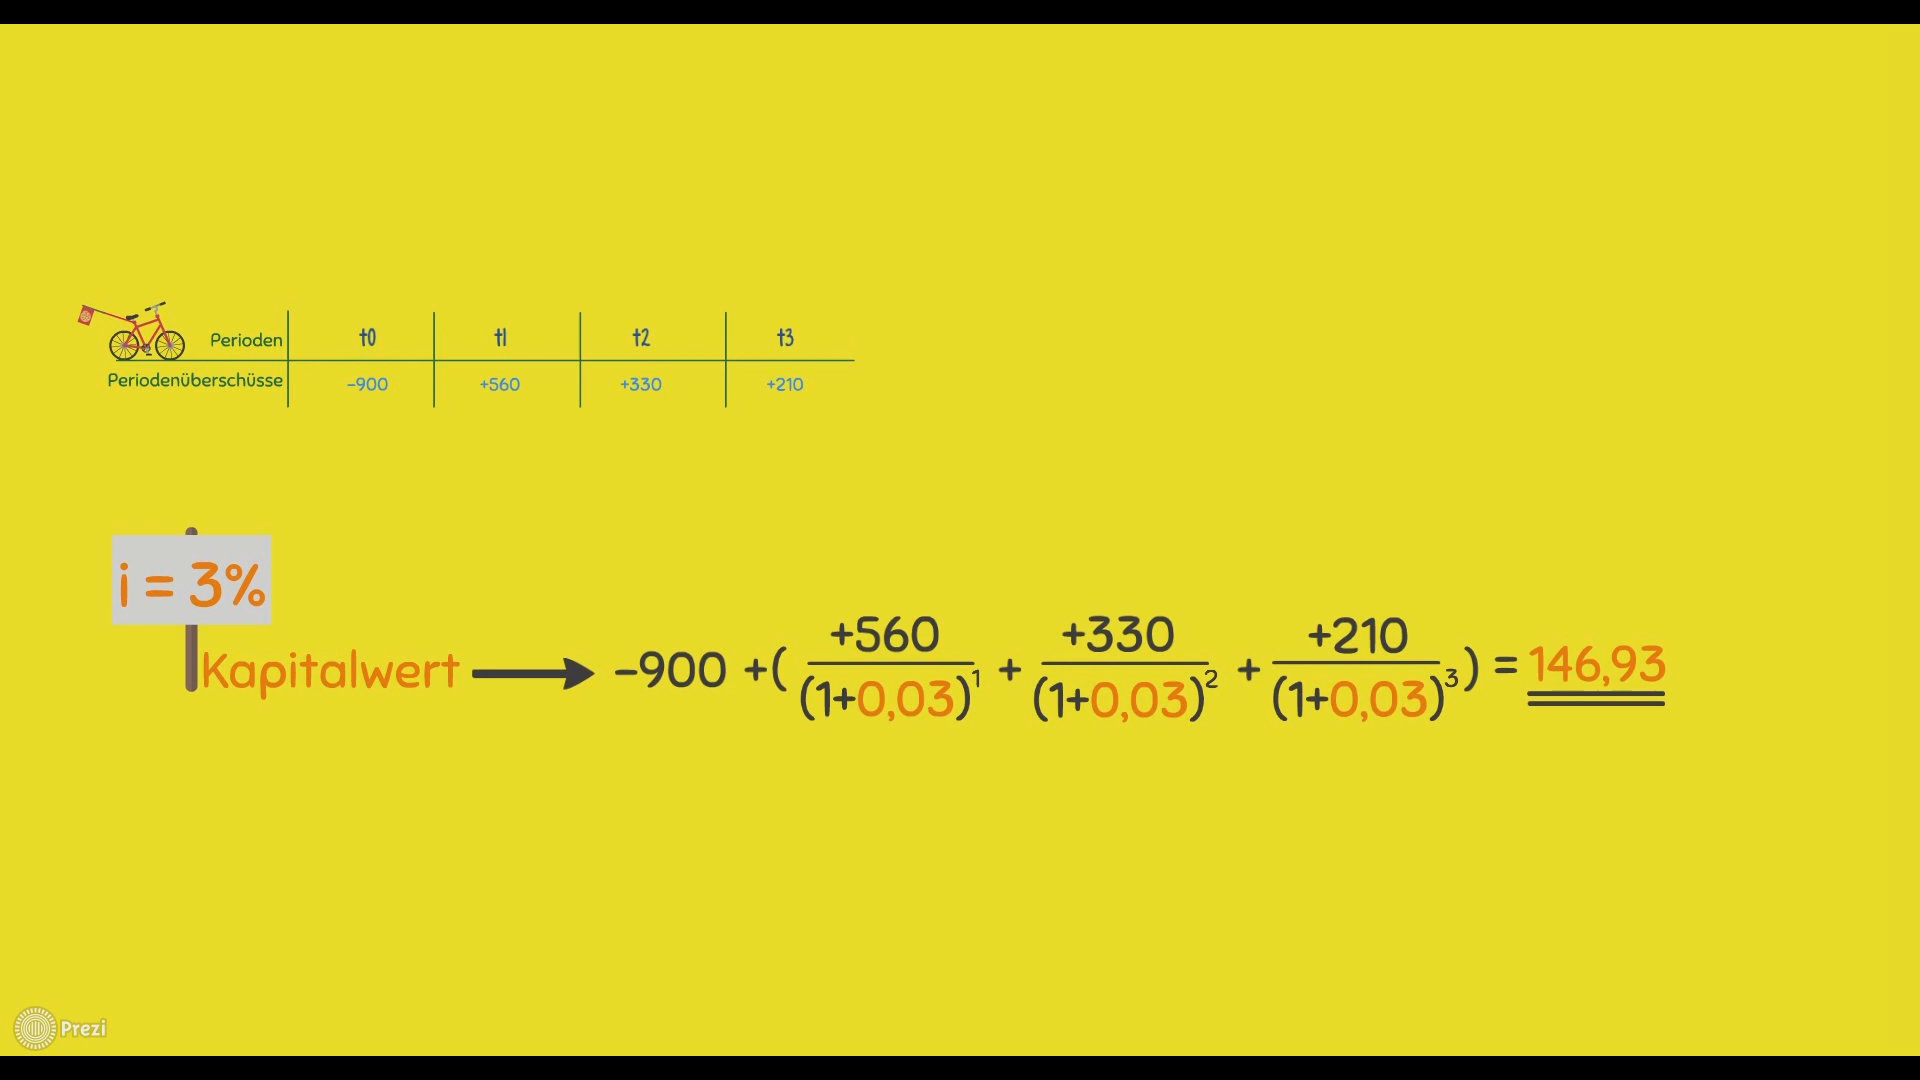 Perioden t0 t1 t2 t3
Periodenüberschüsse -900 +560 +330 +210
i = 3%
Kapitalwert -900 +( +560/(1+0,03)¹ + +330/(1+0,03)² + +210/(1+0,03)³ ) = 146,93
Prezi